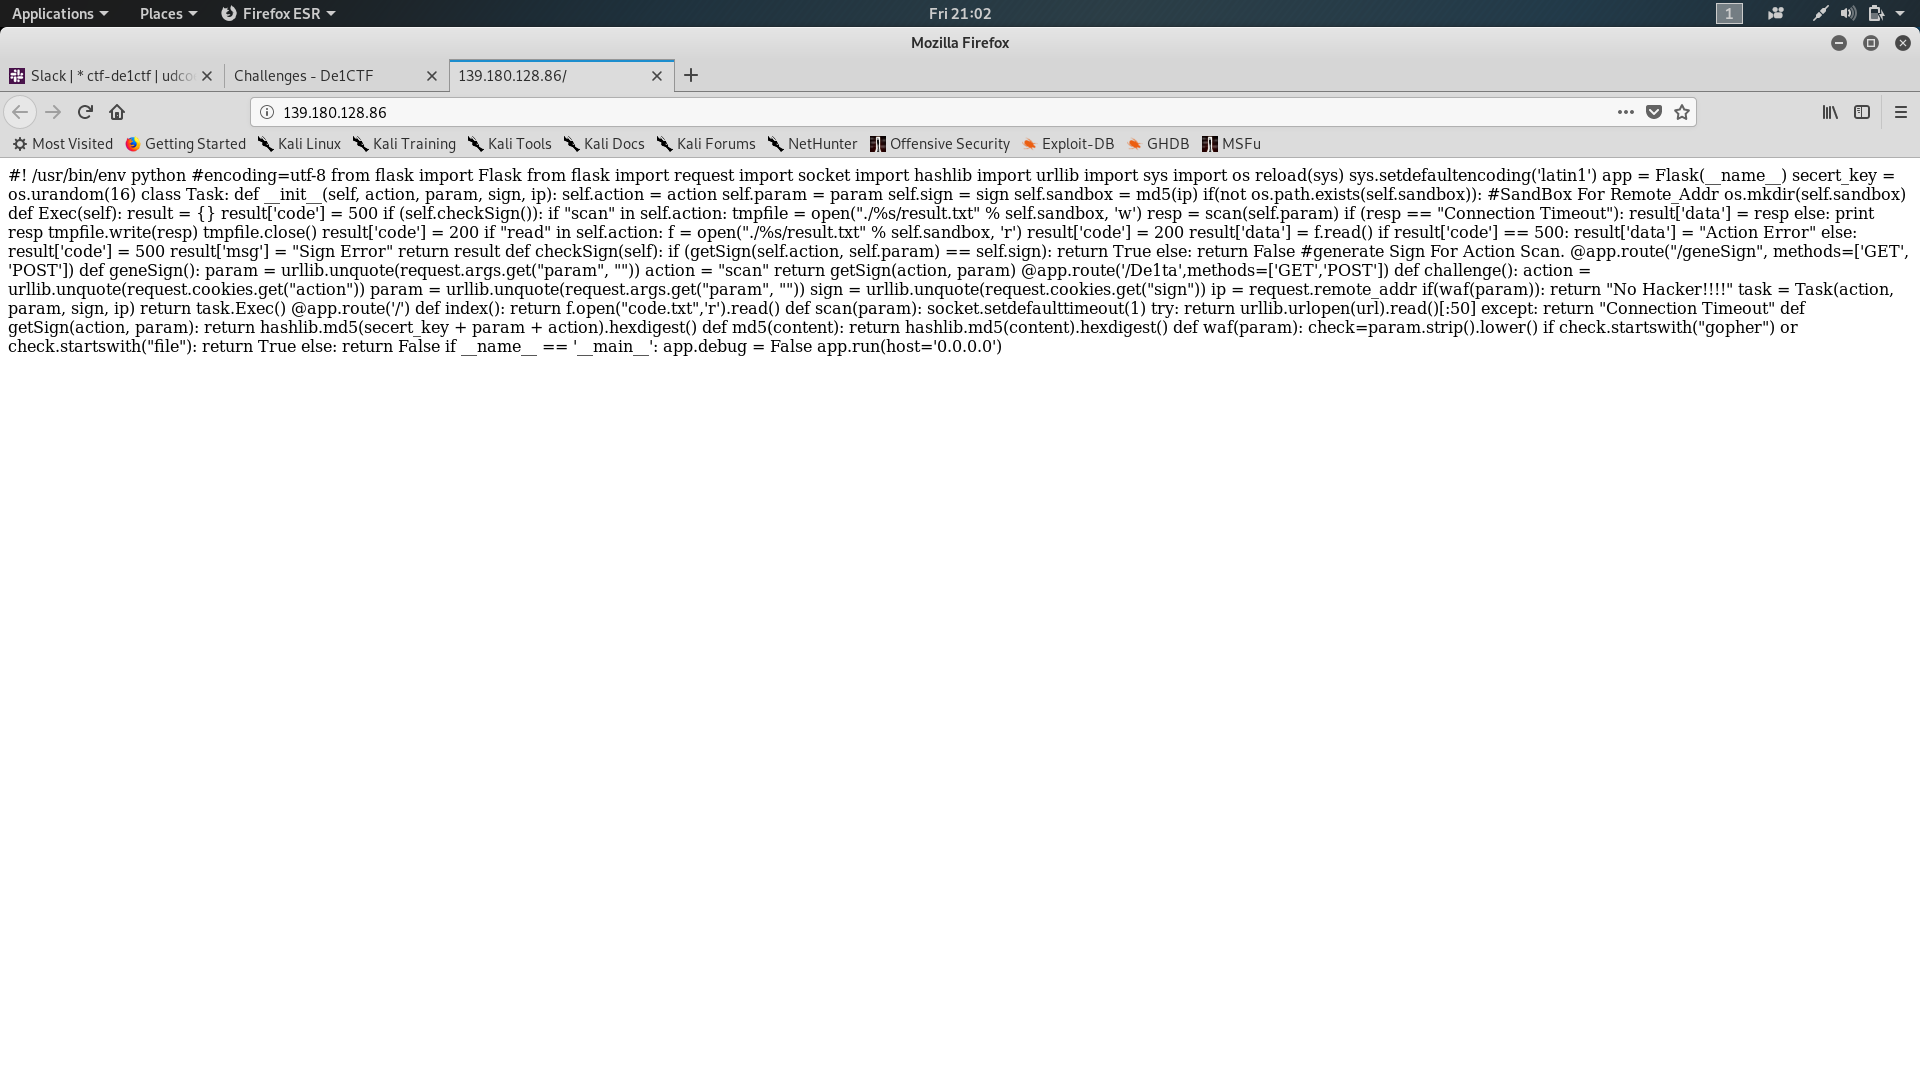 Applications Places Firefox ESR Fri 21:02 1
Mozilla Firefox
Slack | * ctf-de1ctf | udco Challenges - De1CTF 139.180.128.86/
139.180.128.86
Most Visited Getting Started Kali Linux Kali Training Kali Tools Kali Docs Kali Forums NetHunter Offensive Security Exploit-DB GHDB MSFu
#! /usr/bin/env python #encoding=utf-8 from flask import Flask from flask import request import socket import hashlib import urllib import sys import os reload(sys) sys.setdefaultencoding('latin1') app = Flask(__name__) secert_key =
os.urandom(16) class Task: def __init__(self, action, param, sign, ip): self.action = action self.param = param self.sign = sign self.sandbox = md5(ip) if(not os.path.exists(self.sandbox)): #SandBox For Remote_Addr os.mkdir(self.sandbox)
def Exec(self): result = {} result['code'] = 500 if (self.checkSign()): if "scan" in self.action: tmpfile = open("./%s/result.txt" % self.sandbox, 'w') resp = scan(self.param) if (resp == "Connection Timeout"): result['data'] = resp else: print
resp tmpfile.write(resp) tmpfile.close() result['code'] = 200 if "read" in self.action: f = open("./%s/result.txt" % self.sandbox, 'r') result['code'] = 200 result['data'] = f.read() if result['code'] == 500: result['data'] = "Action Error" else:
result['code'] = 500 result['msg'] = "Sign Error" return result def checkSign(self): if (getSign(self.action, self.param) == self.sign): return True else: return False #generate Sign For Action Scan. @app.route("/geneSign", methods=['GET',
'POST']) def geneSign(): param = urllib.unquote(request.args.get("param", "")) action = "scan" return getSign(action, param) @app.route('/De1ta',methods=['GET','POST']) def challenge(): action =
urllib.unquote(request.cookies.get("action")) param = urllib.unquote(request.args.get("param", "")) sign = urllib.unquote(request.cookies.get("sign")) ip = request.remote_addr if(waf(param)): return "No Hacker!!!!" task = Task(action,
param, sign, ip) return task.Exec() @app.route('/') def index(): return f.open("code.txt",'r').read() def scan(param): socket.setdefaulttimeout(1) try: return urllib.urlopen(url).read()[:50] except: return "Connection Timeout" def
getSign(action, param): return hashlib.md5(secert_key + param + action).hexdigest() def md5(content): return hashlib.md5(content).hexdigest() def waf(param): check=param.strip().lower() if check.startswith("gopher") or
check.startswith("file"): return True else: return False if __name__ == '__main__': app.debug = False app.run(host='0.0.0.0')